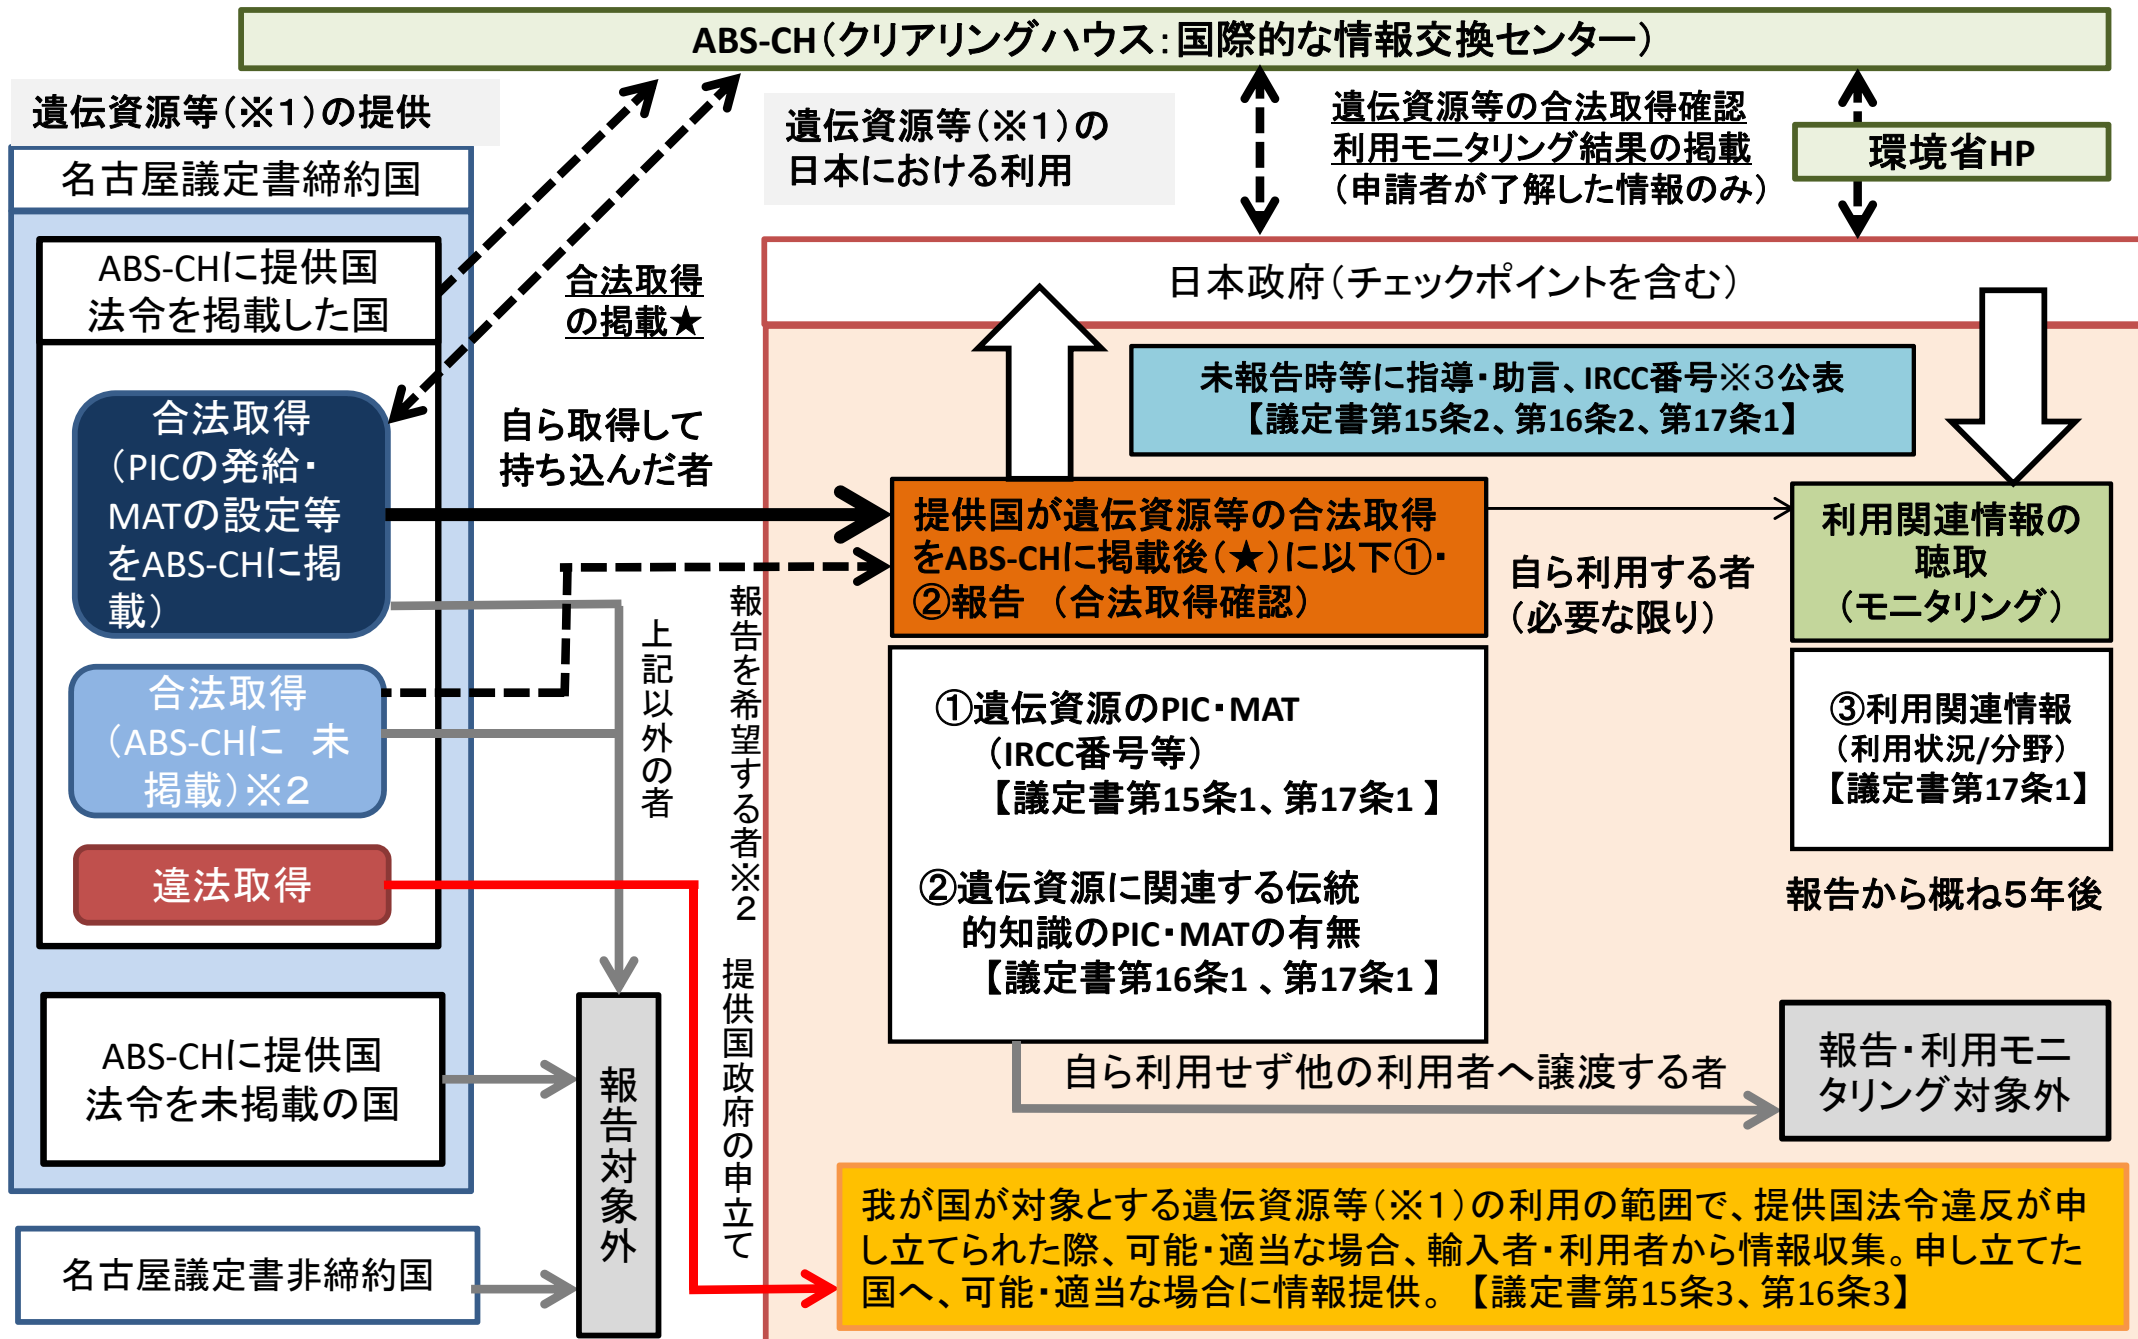 ABS-CH（クリアリングハウス：国際的な情報交換センター）
遺伝資源等（※１）の提供
名古屋議定書締約国
ABS-CHに提供国
法令を掲載した国
合法取得
（PICの発給・
MATの設定等
をABS-CHに掲
載）
合法取得
（ABS-CHに　未
掲載）※２
違法取得
ABS-CHに提供国
法令を未掲載の国
名古屋議定書非締約国
合法取得
の掲載★
自ら取得して
持ち込んだ者
上記以外の者
報告を希望する者※２
提供国政府の申立て
報告対象外
遺伝資源等（※１）の
日本における利用
遺伝資源等の合法取得確認
利用モニタリング結果の掲載
（申請者が了解した情報のみ）
環境省HP
日本政府（チェックポイントを含む）
未報告時等に指導・助言、IRCC番号※３公表
【議定書第15条2、第16条2、第17条1】
提供国が遺伝資源等の合法取得
をABS-CHに掲載後（★）に以下①・
②報告　（合法取得確認）
自ら利用する者
（必要な限り）
利用関連情報の
聴取
（モニタリング）
①遺伝資源のPIC・MAT
（IRCC番号等）
【議定書第15条1、第17条1 】
②遺伝資源に関連する伝統
的知識のPIC・MATの有無
【議定書第16条1 、第17条1 】
③利用関連情報
（利用状況/分野）
【議定書第17条1】
報告から概ね５年後
自ら利用せず他の利用者へ譲渡する者
報告・利用モニ
タリング対象外
我が国が対象とする遺伝資源等（※１）の利用の範囲で、提供国法令違反が申
し立てられた際、可能・適当な場合、輸入者・利用者から情報収集。申し立てた
国へ、可能・適当な場合に情報提供。【議定書第15条3、第16条3】